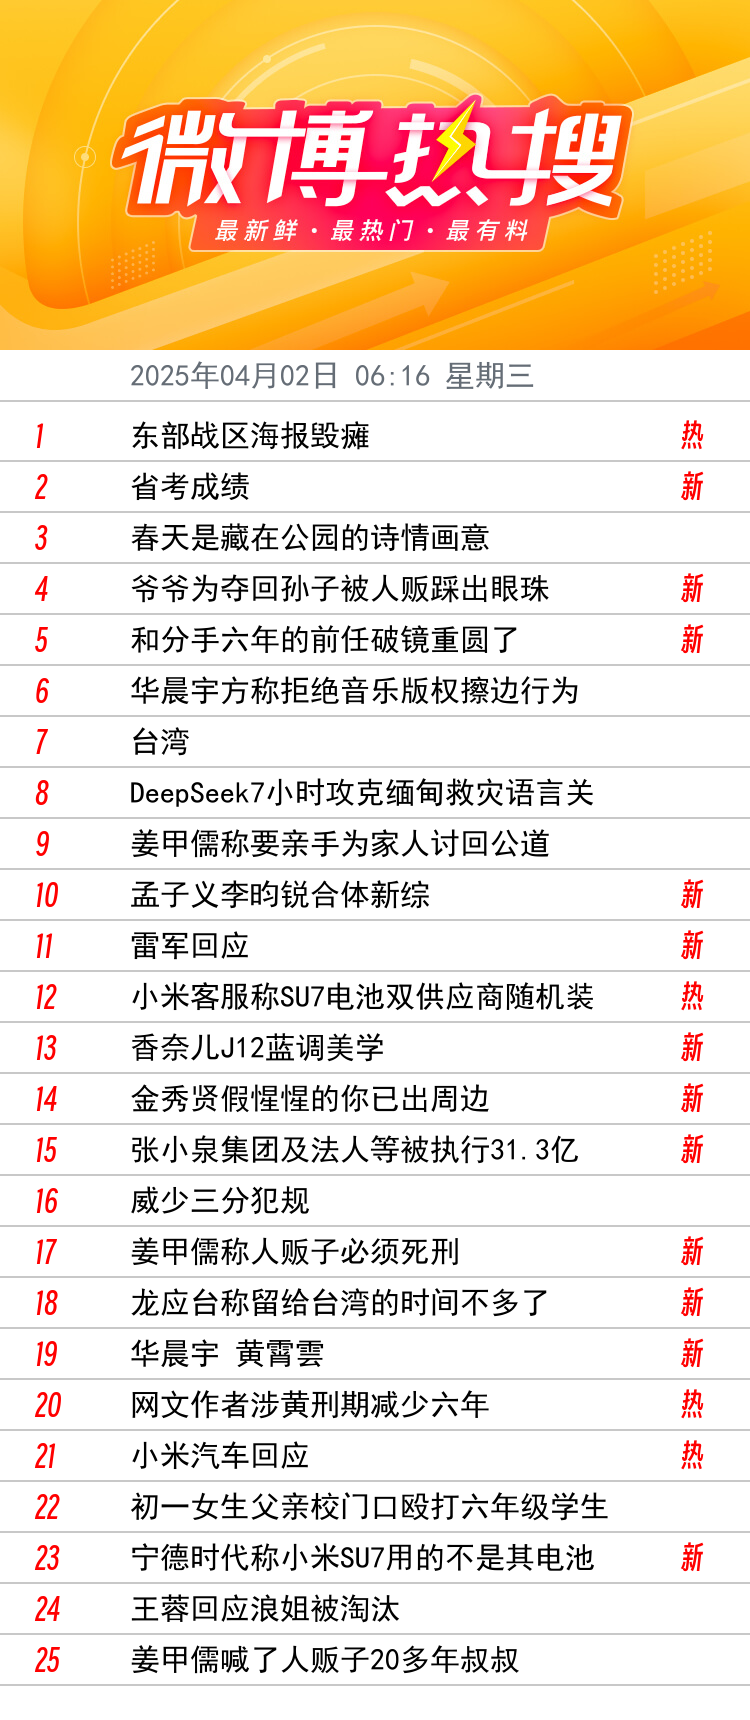 微博热搜
最新鲜·最热门·最有料
2025年04月02日 06:16 星期三
1 东部战区海报毁瘫 热
2 省考成绩 新
3 春天是藏在公园的诗情画意
4 爷爷为夺回孙子被人贩踩出眼珠 新
5 和分手六年的前任破镜重圆了 新
6 华晨宇方称拒绝音乐版权擦边行为
7 台湾
8 DeepSeek7小时攻克缅甸救灾语言关
9 姜甲儒称要亲手为家人讨回公道
10 孟子义李昀锐合体新综 新
11 雷军回应 新
12 小米客服称SU7电池双供应商随机装 热
13 香奈儿J12蓝调美学 新
14 金秀贤假惺惺的你已出周边 新
15 张小泉集团及法人等被执行31.3亿 新
16 威少三分犯规
17 姜甲儒称人贩子必须死刑 新
18 龙应台称留给台湾的时间不多了 新
19 华晨宇 黄霄雲 新
20 网文作者涉黄刑期减少六年 热
21 小米汽车回应 热
22 初一女生父亲校门口殴打六年级学生
23 宁德时代称小米SU7用的不是其电池 新
24 王蓉回应浪姐被淘汰
25 姜甲儒喊了人贩子20多年叔叔